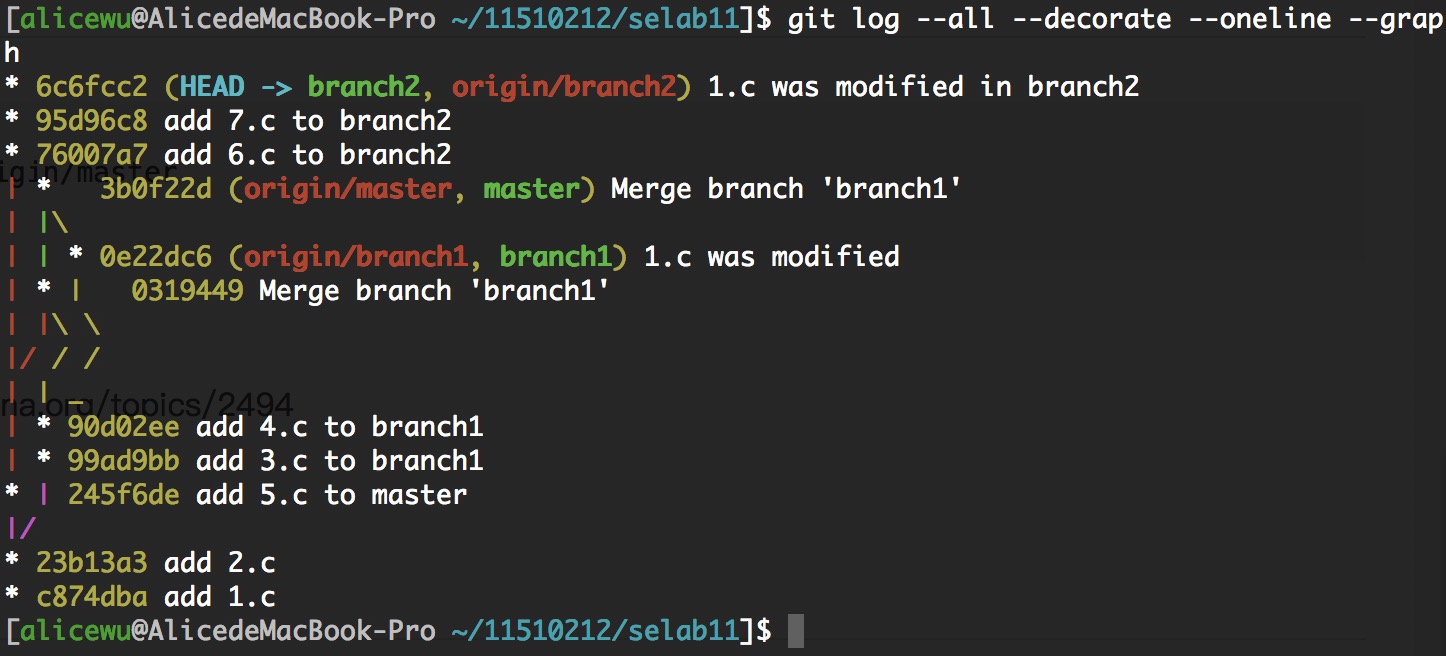 [alicewu@AlicedeMacBook-Pro ~/11510212/selab11]$ git log --all --decorate --oneline --grap
h
* 6c6fcc2 (HEAD -> branch2, origin/branch2) 1.c was modified in branch2
* 95d96c8 add 7.c to branch2
* 76007a7 add 6.c to branch2
| *   3b0f22d (origin/master, master) Merge branch 'branch1'
| |\
| | * 0e22dc6 (origin/branch1, branch1) 1.c was modified
| * |   0319449 Merge branch 'branch1'
| |\ \
|/ / /
| | _
| * 90d02ee add 4.c to branch1
| * 99ad9bb add 3.c to branch1
* | 245f6de add 5.c to master
|/
* 23b13a3 add 2.c
* c874dba add 1.c
[alicewu@AlicedeMacBook-Pro ~/11510212/selab11]$
igin/master
na.org/topics/2494